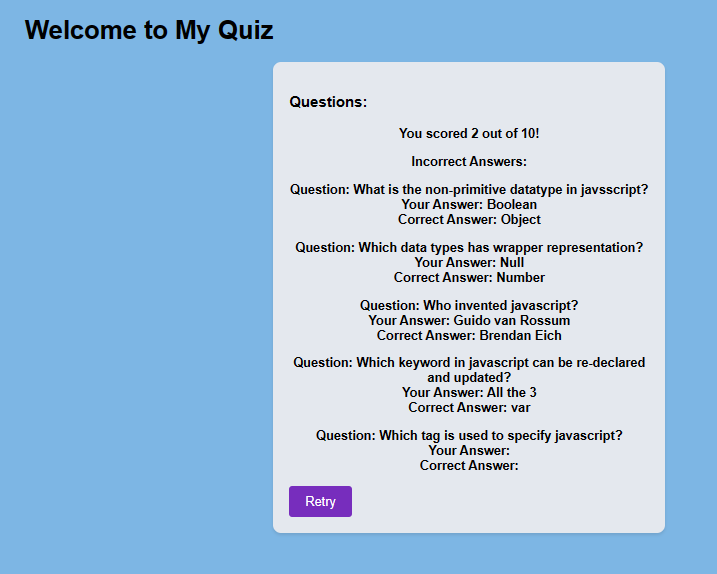 Welcome to My Quiz
Questions:
You scored 2 out of 10!
Incorrect Answers:
Question: What is the non-primitive datatype in javsscript?
Your Answer: Boolean
Correct Answer: Object
Question: Which data types has wrapper representation?
Your Answer: Null
Correct Answer: Number
Question: Who invented javascript?
Your Answer: Guido van Rossum
Correct Answer: Brendan Eich
Question: Which keyword in javascript can be re-declared
and updated?
Your Answer: All the 3
Correct Answer: var
Question: Which tag is used to specify javascript?
Your Answer:
Correct Answer:
Retry